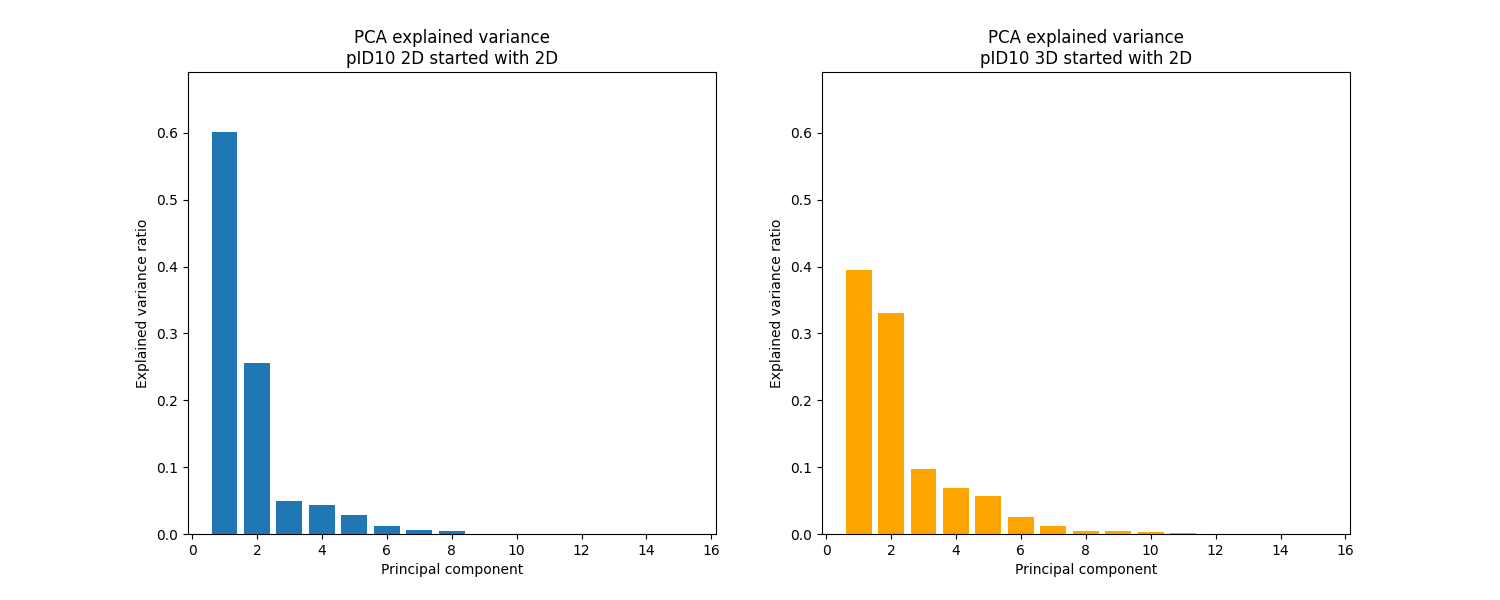 PCA explained variance
pID10 2D started with 2D
Explained variance ratio
0.6
0.5
0.4
0.3
0.2
0.1
0.0
0 2 4 6 8 10 12 14 16
Principal component
PCA explained variance
pID10 3D started with 2D
Explained variance ratio
0.6
0.5
0.4
0.3
0.2
0.1
0.0
0 2 4 6 8 10 12 14 16
Principal component